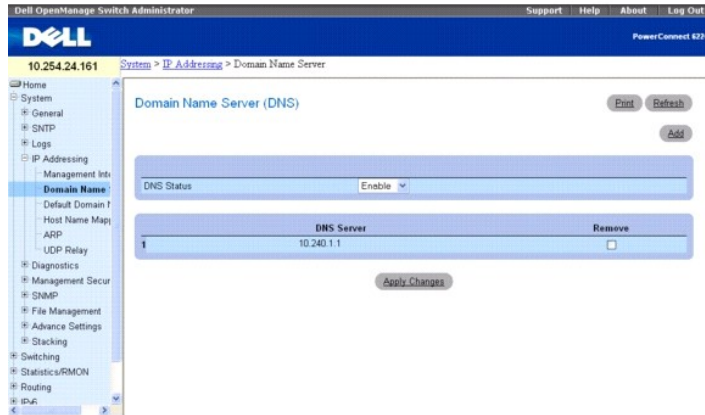 Dell OpenManage Switch Administrator
Support Help About Log Out
DELL
PowerConnect 622
10.254.24.161
System > IP Addressing > Domain Name Server
Home
System
General
SNTP
Logs
IP Addressing
Management Inte
Domain Name
Default Domain N
Host Name Mapp
ARP
UDP Relay
Diagnostics
Management Secur
SNMP
File Management
Advance Settings
Stacking
Switching
Statistics/RMON
Routing
IPv6
Domain Name Server (DNS)
Print Refresh
Add
DNS Status Enable
DNS Server Remove
1 10.240.1.1
Apply Changes